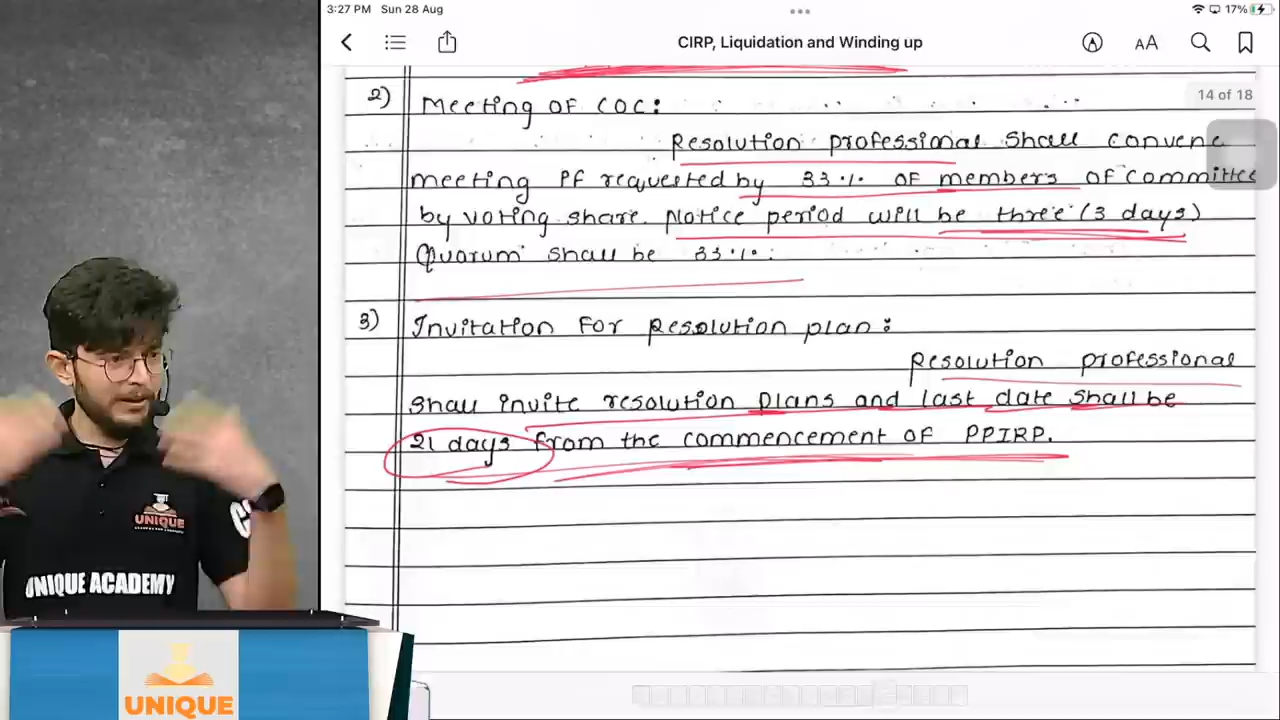 3:27 PM Sun 28 Aug
17%
CIRP, Liquidation and Winding up
AA
14 of 18
2) Meeting OF COC:
Resolution professional shall convene
meeting if requested by 33.1. OF members of committee
by voting share. Notice period will be three (3 days)
Quorum shall be 33.1.
3) Invitation For Resolution plan:
Resolution professional
shall invite resolution plans and last date shall be
21 days from the commencement of PPIRP.
UNIQUE
UNIQUE ACADEMY
UNIQUE